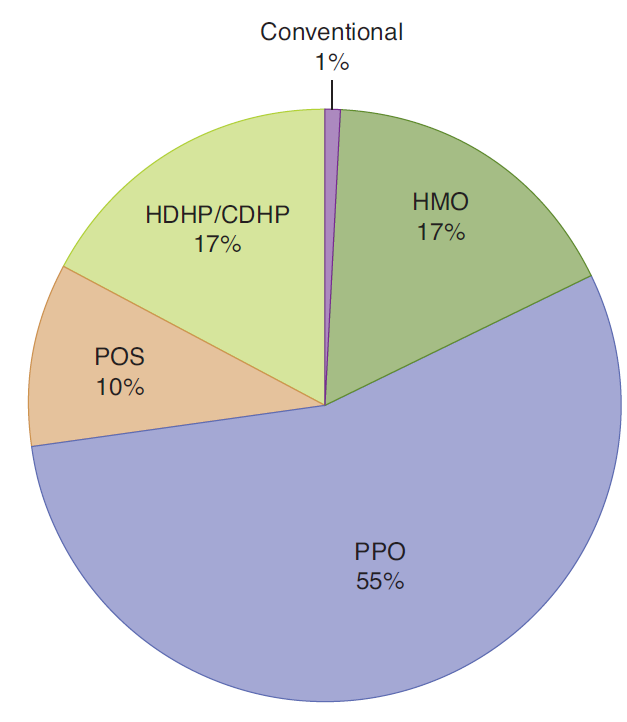 Conventional
1%
HMO
17%
HDHP/CDHP
17%
POS
10%
PPO
55%